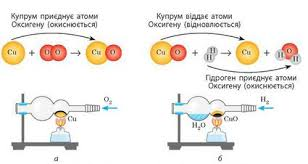 Купрум приєднує атоми
Оксигену (окиснюється)
Cu + O O → Cu O
Купрум віддає атоми
Оксигену (відновлюється)
Cu O + H H → Cu + H O H
Гідроген приєднує атоми
Оксигену (окиснюється)
O₂
Cu
а
H₂
H₂O
CuO
б